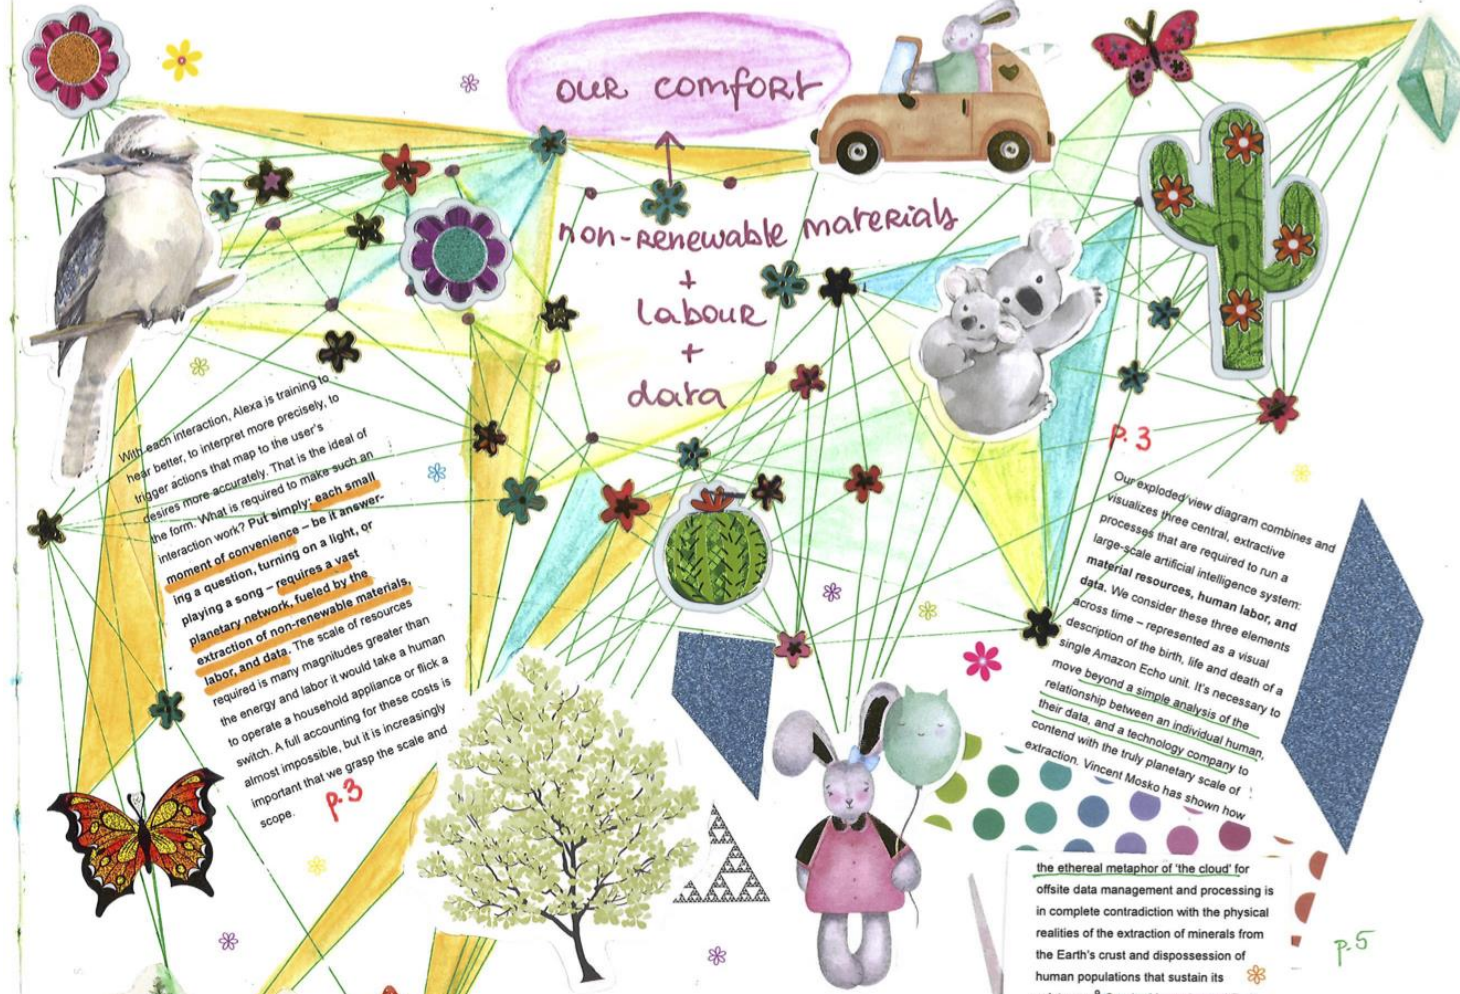 our comfort
non-renewable materials
+
labour
+
data
With each interaction, Alexa is training to
hear better, to interpret more precisely, to
trigger actions that map to the user's
desires more accurately. That is the ideal of
the form. What is required to make such an
interaction work? Put simply: each small
moment of convenience – be it answer-
ing a question, turning on a light, or
playing a song – requires a vast
planetary network, fueled by the
extraction of non-renewable materials,
labor, and data. The scale of resources
required is many magnitudes greater than
the energy and labor it would take a human
to operate a household appliance or flick a
switch. A full accounting for these costs is
almost impossible, but it is increasingly
important that we grasp the scale and
scope.
p.3
p.3
Our exploded view diagram combines and
visualizes three central, extractive
processes that are required to run a
large-scale artificial intelligence system:
material resources, human labor, and
data. We consider these three elements
across time – represented as a visual
description of the birth, life and death of a
single Amazon Echo unit. It's necessary to
move beyond a simple analysis of the
relationship between an individual human,
their data, and a technology company to
contend with the truly planetary scale of
extraction. Vincent Mosko has shown how
the ethereal metaphor of 'the cloud' for
offsite data management and processing is
in complete contradiction with the physical
realities of the extraction of minerals from
the Earth's crust and dispossession of
human populations that sustain its
p.5